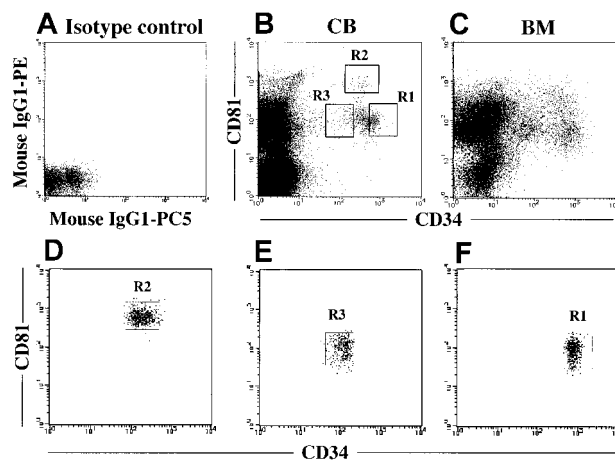 A Isotype control
B CB
C BM
Mouse IgG1-PE
CD81
R2
R3
R1
Mouse IgG1-PC5
CD34
D
E
F
CD81
R2
R3
R1
CD34